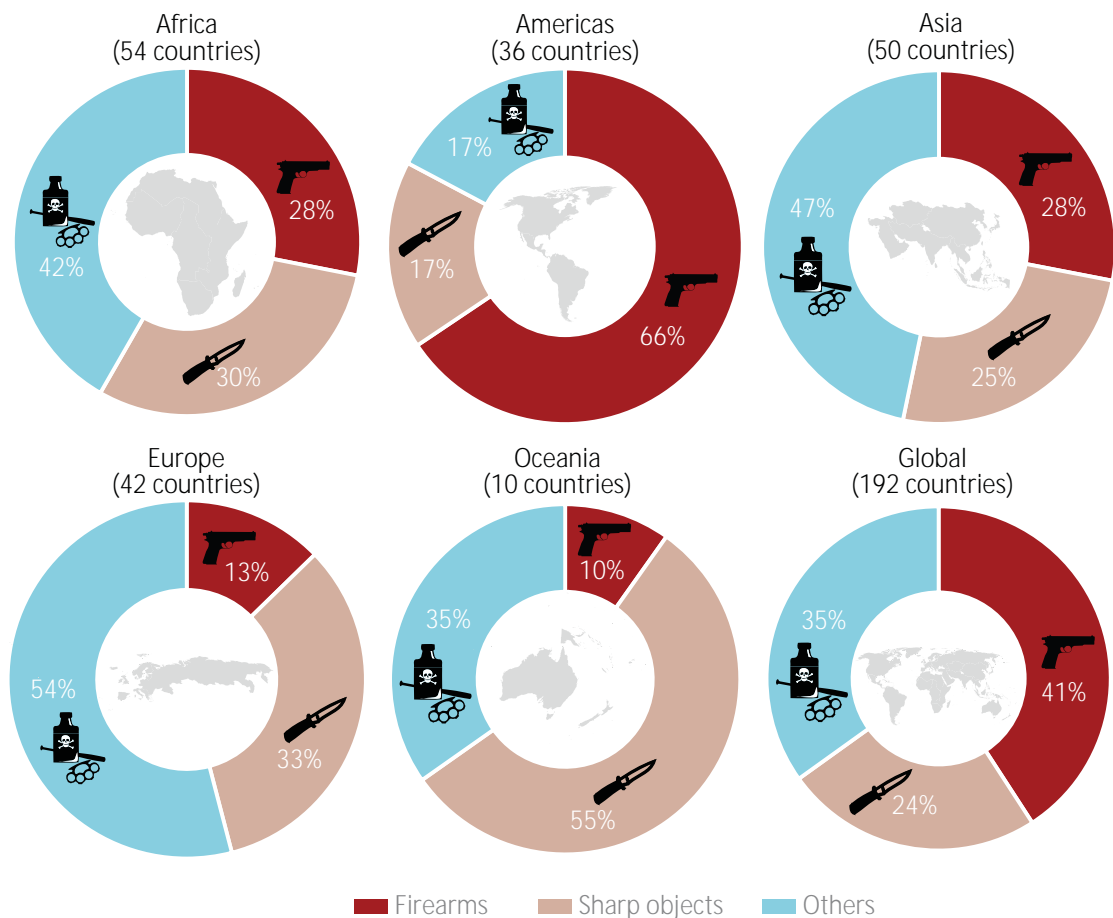 Africa
(54 countries)
28%
30%
42%
Americas
(36 countries)
17%
17%
66%
Asia
(50 countries)
47%
28%
25%
Europe
(42 countries)
13%
54%
33%
Oceania
(10 countries)
10%
35%
55%
Global
(192 countries)
35%
41%
24%
Firearms
Sharp objects
Others